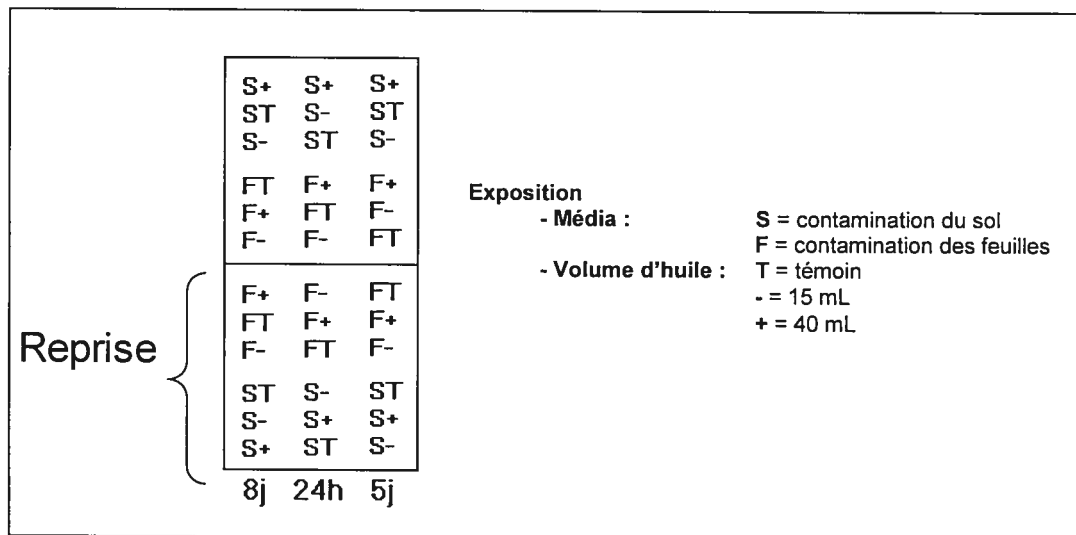 S+ S+ S+
ST S- ST
S- ST S-
FT F+ F+
F+ FT F-
F- F- FT
F+ F- FT
FT F+ F+
F- FT F-
ST S- ST
S- S+ S+
S+ ST S-
8j 24h 5j
Reprise
Exposition
- Média : S = contamination du sol
F = contamination des feuilles
- Volume d'huile : T = témoin
- = 15 mL
+ = 40 mL